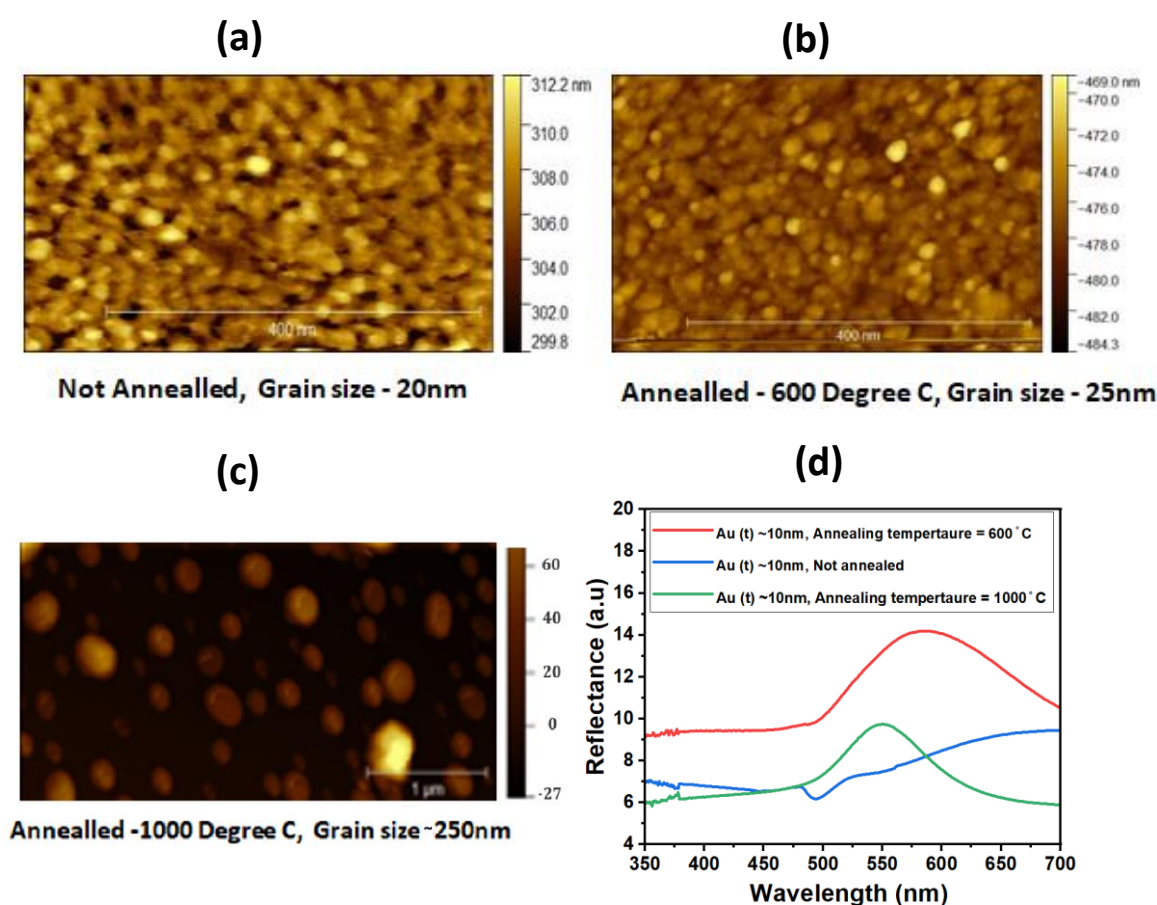 (a)
(b)
312.2 nm
310.0
308.0
306.0
304.0
302.0
299.8
400 nm
−469.0 nm
−470.0
−472.0
−474.0
−476.0
−478.0
−480.0
−482.0
−484.3
400 nm
Not Annealled, Grain size - 20nm
Annealled - 600 Degree C, Grain size - 25nm
(c)
(d)
60
40
20
0
-27
1 µm
Annealled -1000 Degree C, Grain size ~250nm
20
18
16
14
12
10
8
6
4
Reflectance (a.u)
Au (t) ~10nm, Annealing tempertaure = 600˚C
Au (t) ~10nm, Not annealed
Au (t) ~10nm, Annealing tempertaure = 1000˚C
350 400 450 500 550 600 650 700
Wavelength (nm)